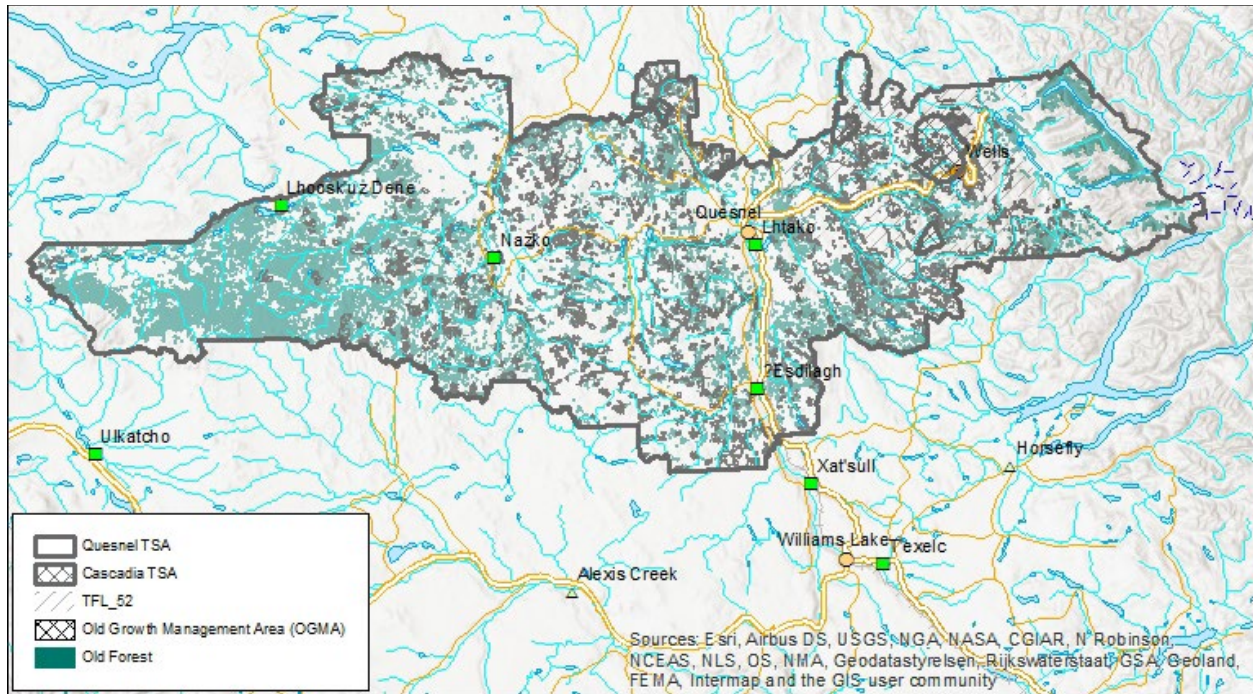 Wells
Lhoosk'uz Dene
Quesnel
Lhtako
Nazko
?Esdilagh
Ulkatcho
Horsefly
Xat'sull
Williams Lake
T'exelc
Alexis Creek
Quesnel TSA
Cascadia TSA
TFL_52
Old Growth Management Area (OGMA)
Old Forest
Sources: Esri, Airbus DS, USGS, NGA, NASA, CGIAR, N Robinson,
NCEAS, NLS, OS, NMA, Geodatastyrelsen, Rijkswaterstaat, GSA, Geoland,
FEMA, Intermap and the GIS user community